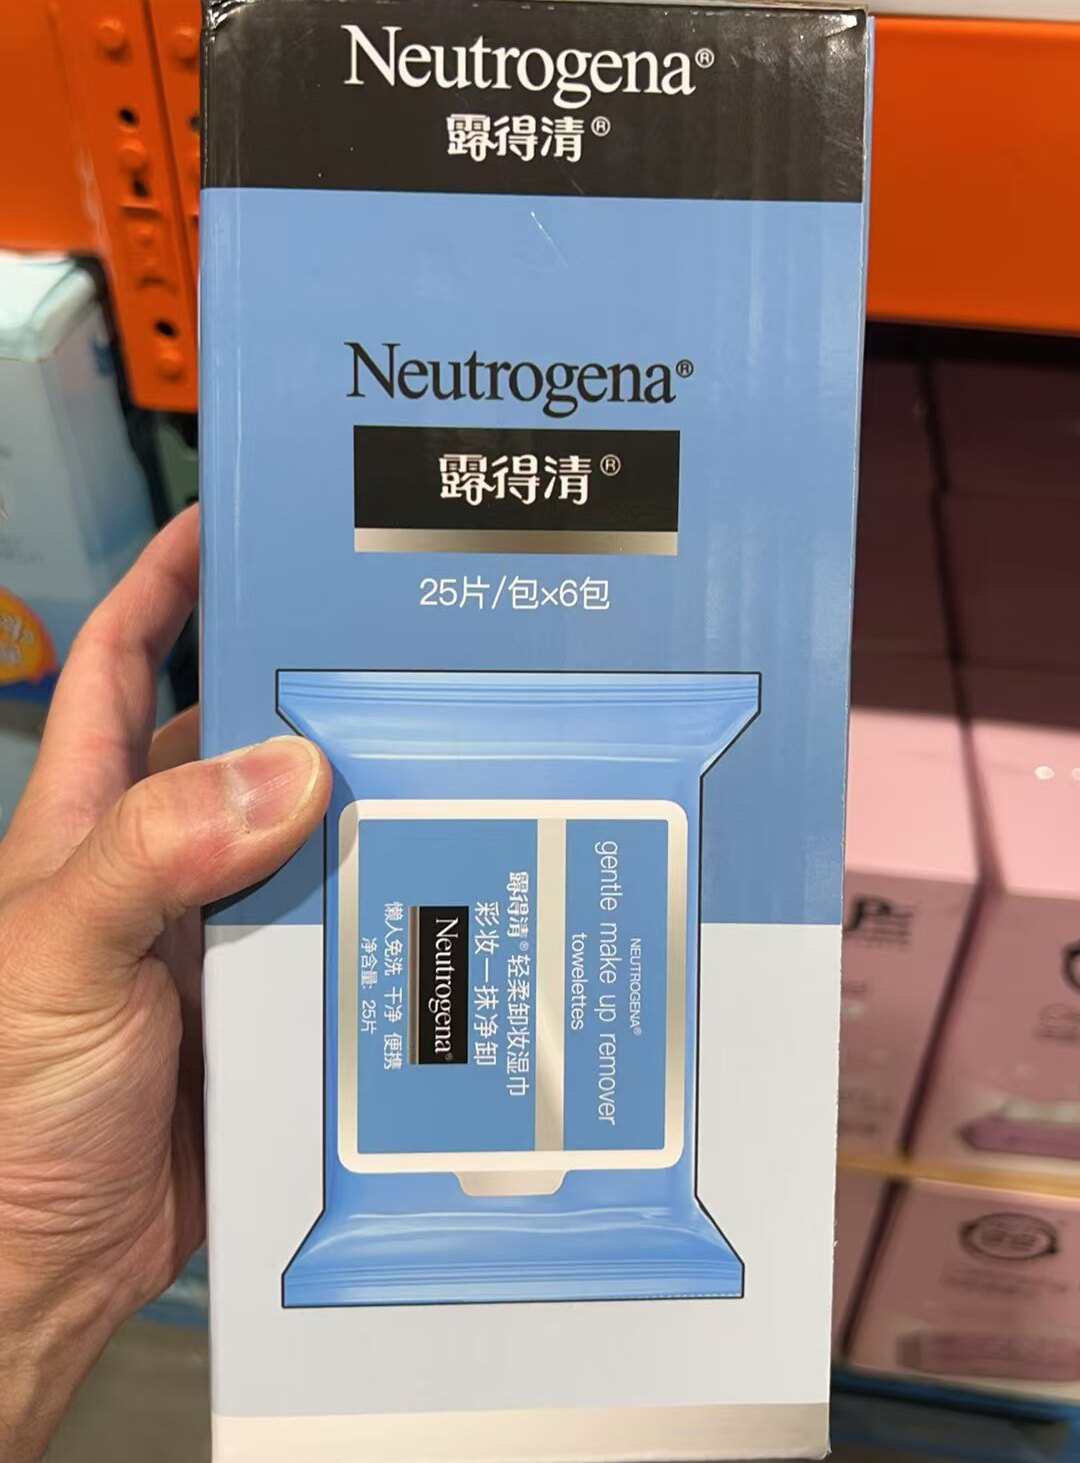 Neutrogena®
露得清®
Neutrogena®
露得清®
25片/包×6包
NEUTROGENA®
gentle make up remover
towelettes
露得清®轻柔卸妆湿巾
彩妆一抹净卸
Neutrogena®
懒人免洗 干净 便携
净含量: 25片